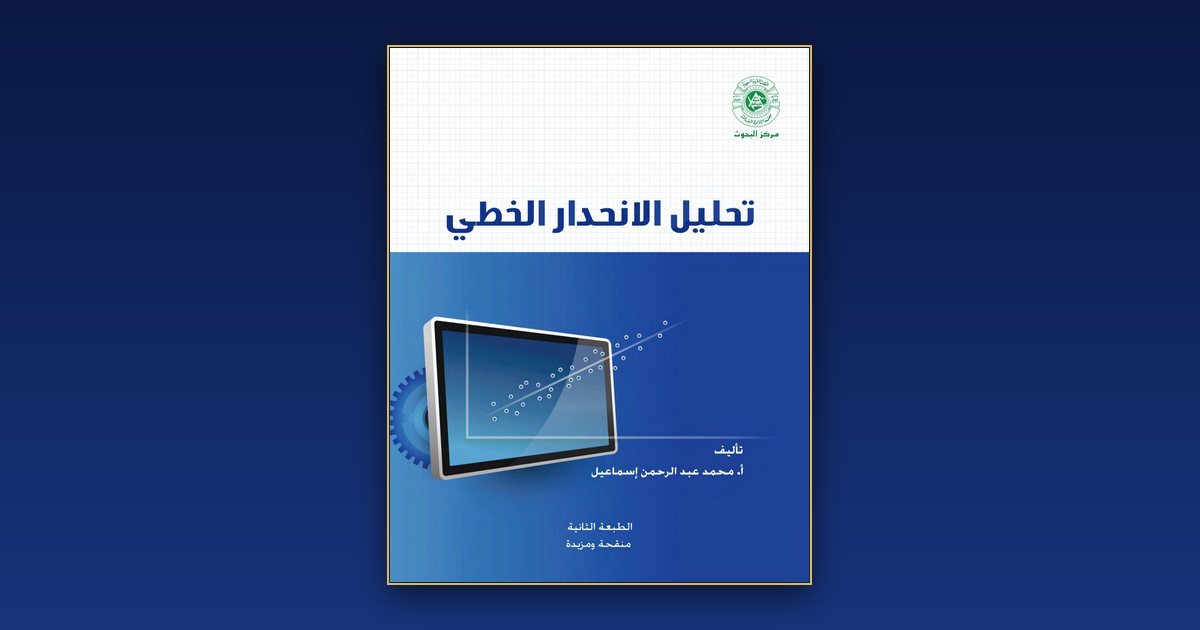 مركز البحوث
تحليل الانحدار الخطي
تأليف
أ. محمد عبد الرحمن إسماعيل
الطبعة الثانية
منقحة ومزيدة